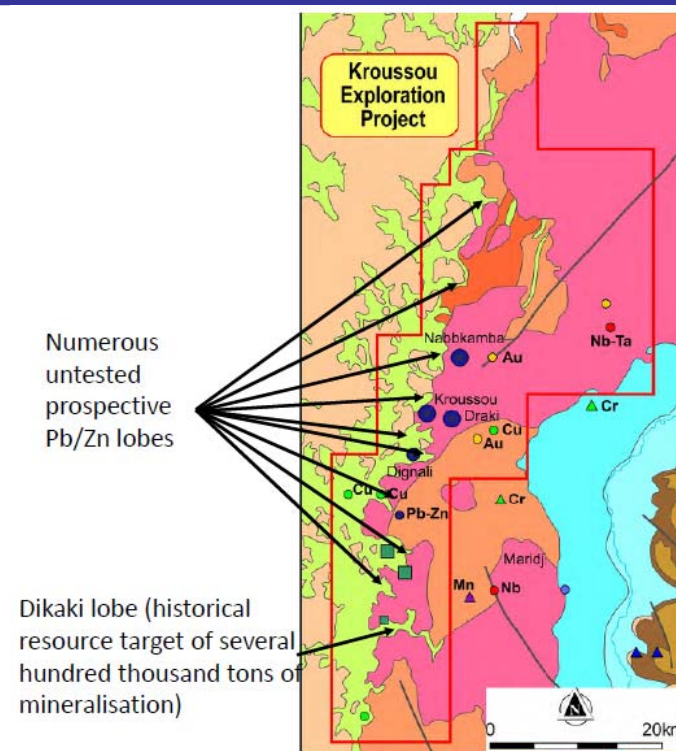 Kroussou
Exploration
Project
Numerous
untested
prospective
Pb/Zn lobes
Nabbkamba
Au
Nb-Ta
Kroussou
Draki
Cr
Cu
Au
Dignali
Cu
Cu
Cr
Pb-Zn
Maridj
Mn
Nb
Dikaki lobe (historical
resource target of several
hundred thousand tons of
mineralisation)
N
0
20km